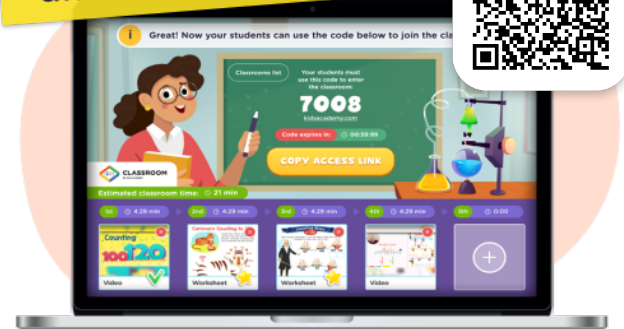 Great! Now your students can use the code below to join the cla
Classrooms list
Your students must
use this code to enter
the classroom:
7008
kidsacademy.com
Code expires in: 00:59:99
COPY ACCESS LINK
CLASSROOM
Estimated classroom time: 21 min
1st 4.29 min
2nd 4.29 min
3rd 4.29 min
4th 4.29 min
5th 0:00
Counting
100 120
Video
Worksheet
Worksheet
Video